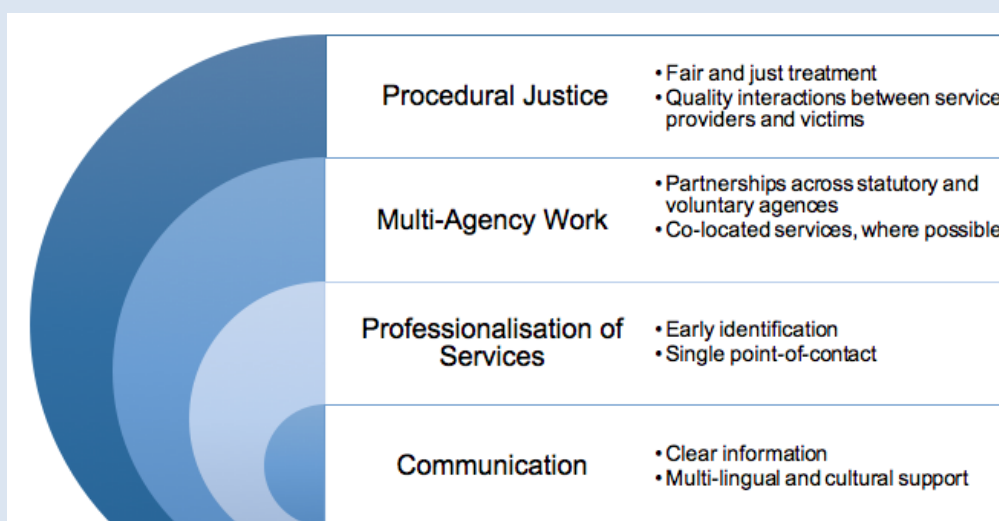 Procedural Justice
• Fair and just treatment
• Quality interactions between service
providers and victims
Multi-Agency Work
• Partnerships across statutory and
voluntary agences
• Co-located services, where possible
Professionalisation of
Services
• Early identification
• Single point-of-contact
Communication
• Clear information
• Multi-lingual and cultural support